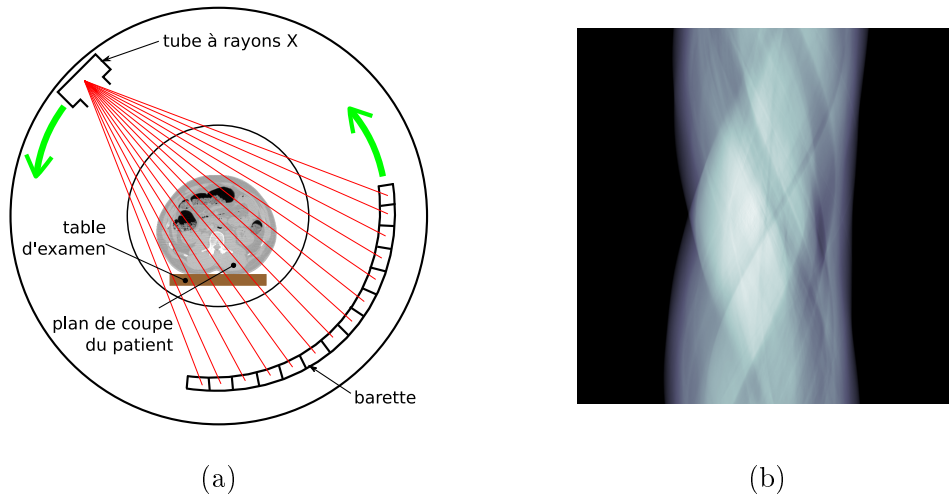 tube à rayons X
table
d'examen
plan de coupe
du patient
barette
(a)
(b)